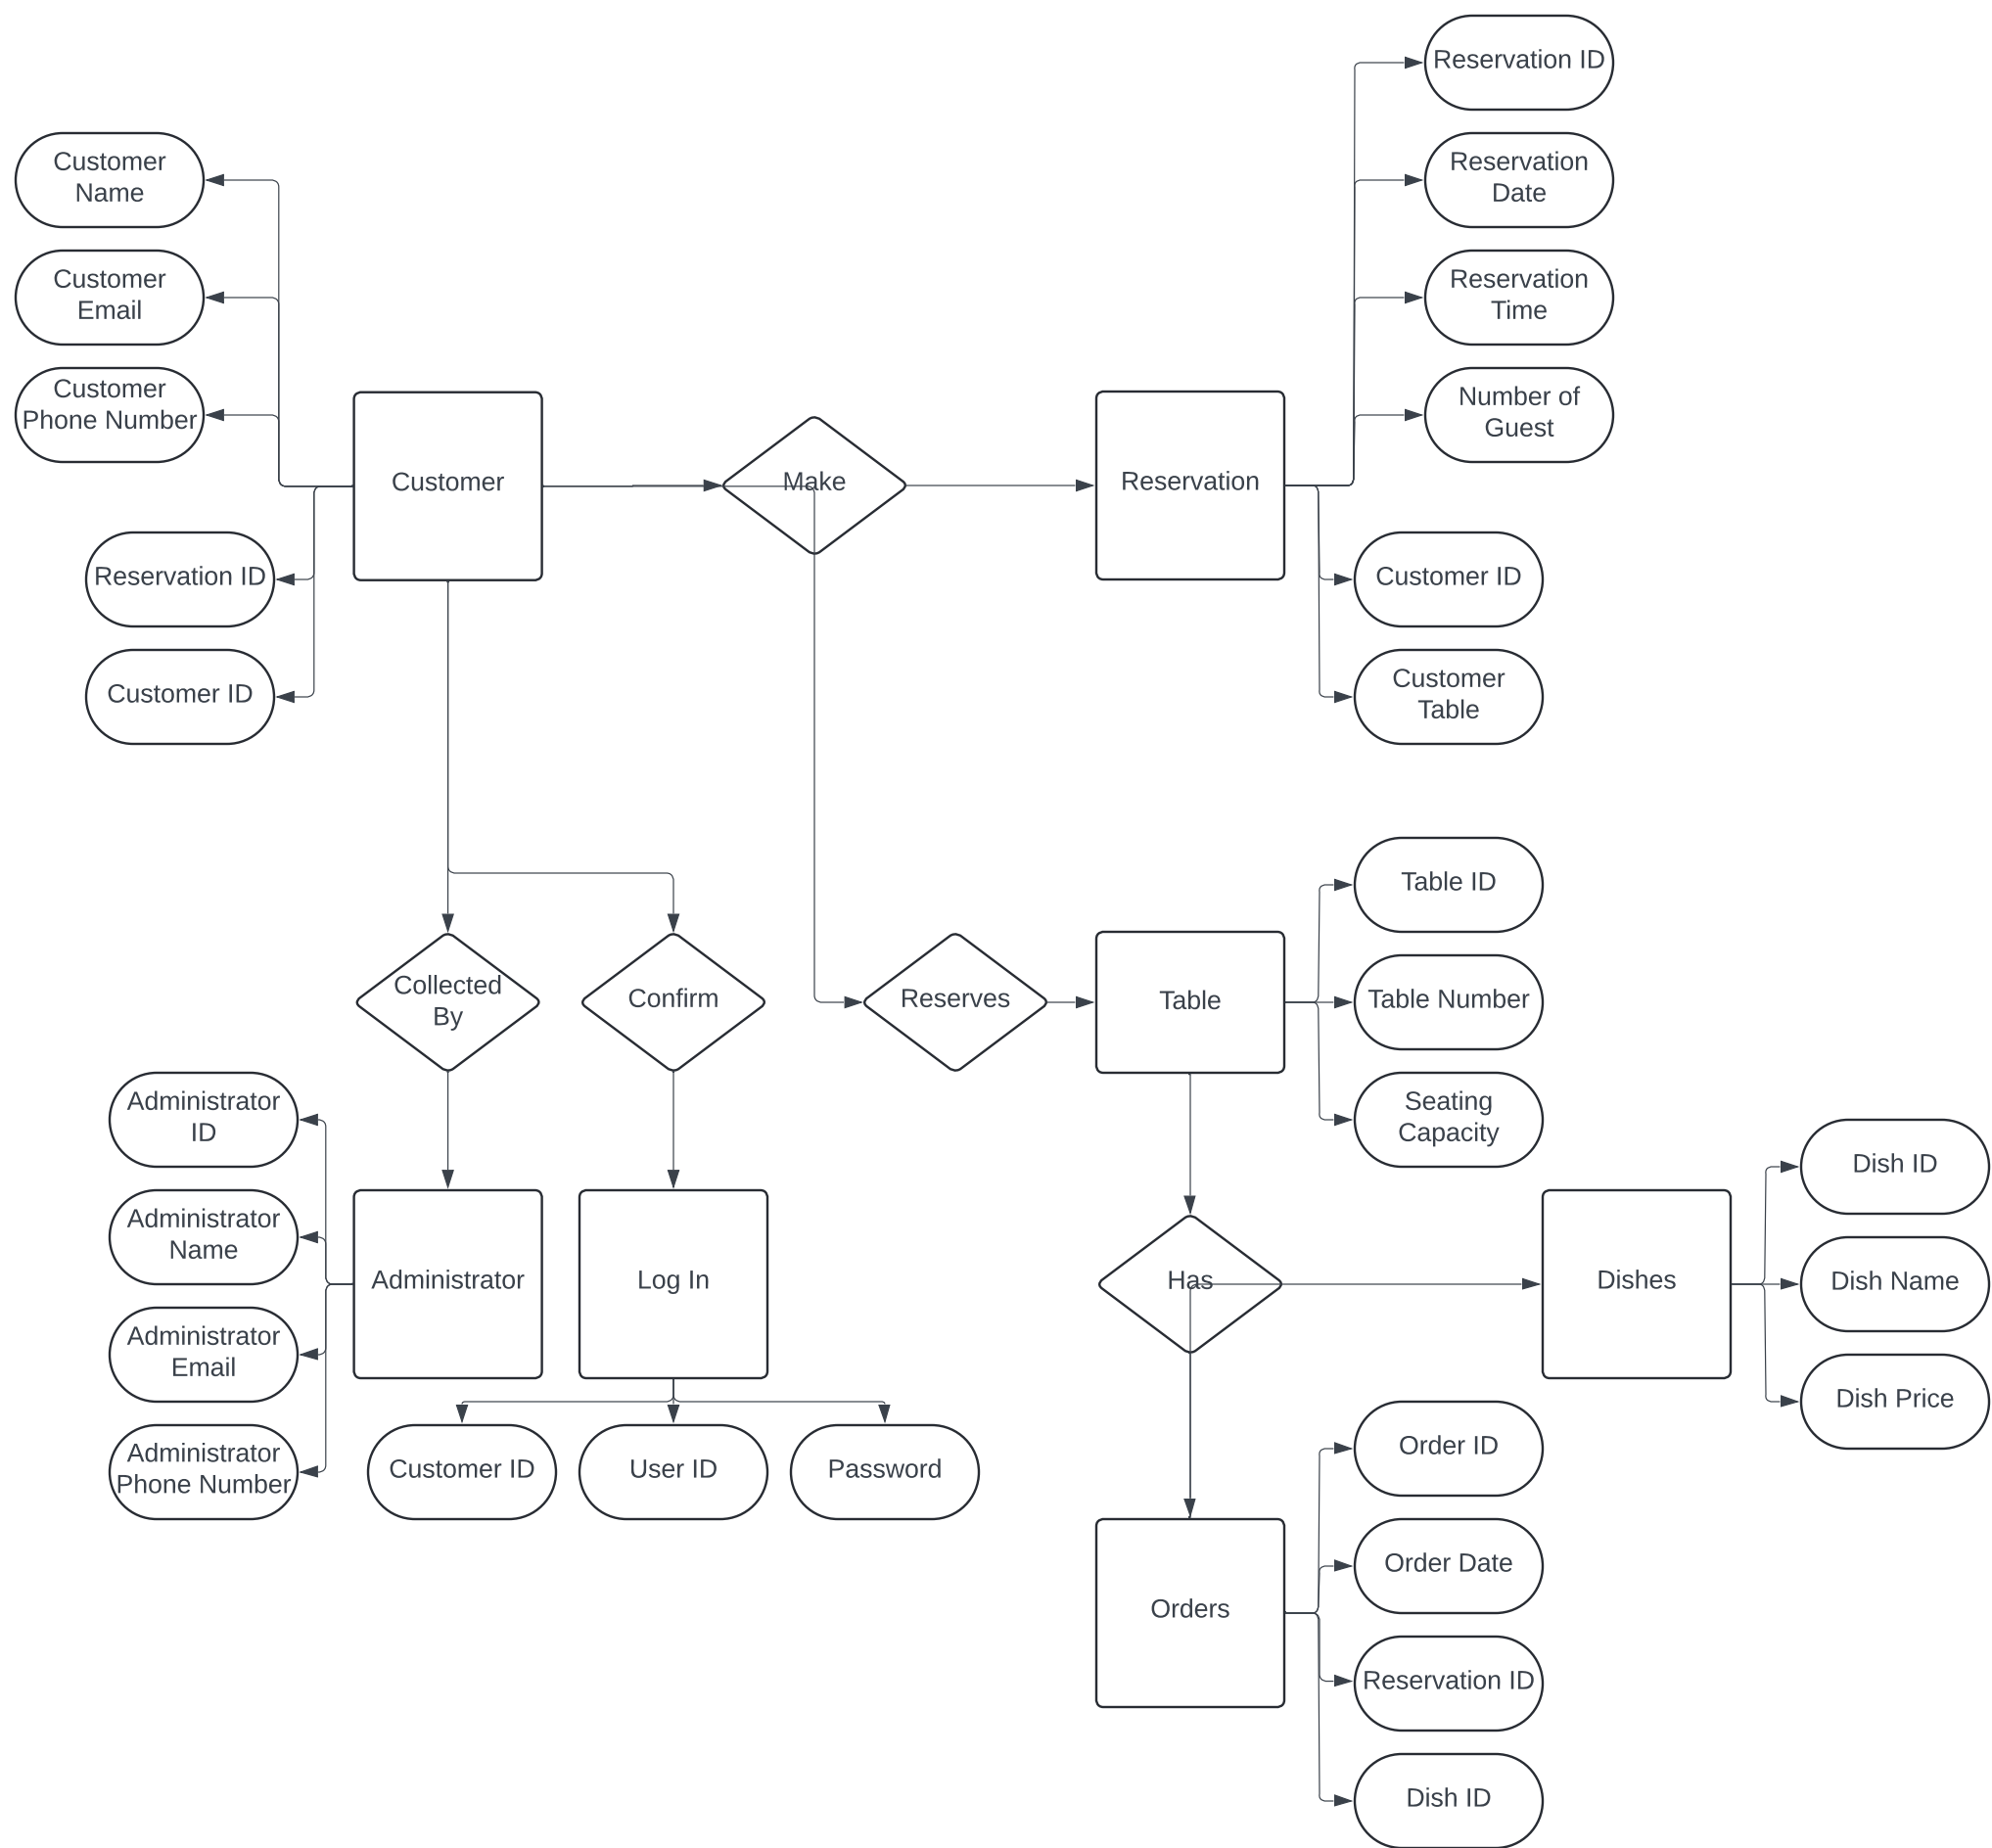 Reservation ID
Customer
Name
Reservation
Date
Customer
Email
Reservation
Time
Customer
Phone Number
Number of
Guest
Customer
Make
Reservation
Reservation ID
Customer ID
Customer ID
Customer
Table
Table ID
Collected
By
Confirm
Reserves
Table
Table Number
Administrator
ID
Seating
Capacity
Dish ID
Administrator
Name
Administrator
Log In
Has
Dishes
Dish Name
Administrator
Email
Dish Price
Administrator
Phone Number
Customer ID
User ID
Password
Order ID
Order Date
Orders
Reservation ID
Dish ID